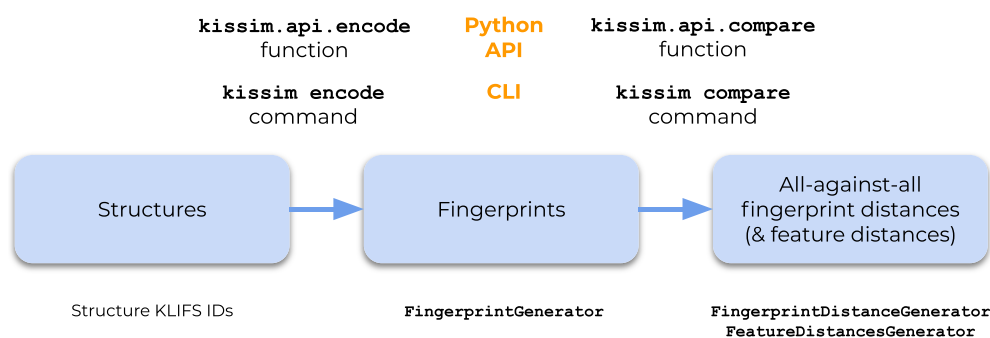 kissim.api.encode
function
Python
API
kissim.api.compare
function
kissim encode
command
CLI
kissim compare
command
Structures
Fingerprints
All-against-all
fingerprint distances
(& feature distances)
Structure KLIFS IDs
FingerprintGenerator
FingerprintDistanceGenerator
FeatureDistancesGenerator